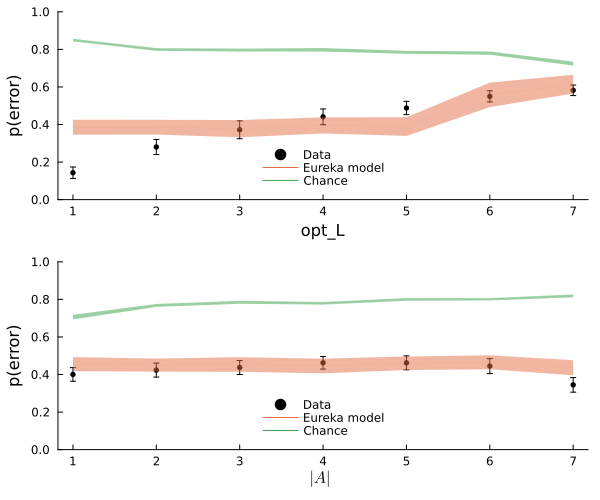 1.0
0.8
0.6
0.4
0.2
0.0
p(error)
Data
Eureka model
Chance
1 2 3 4 5 6 7
opt_L
1.0
0.8
0.6
0.4
0.2
0.0
p(error)
Data
Eureka model
Chance
1 2 3 4 5 6 7
|A|